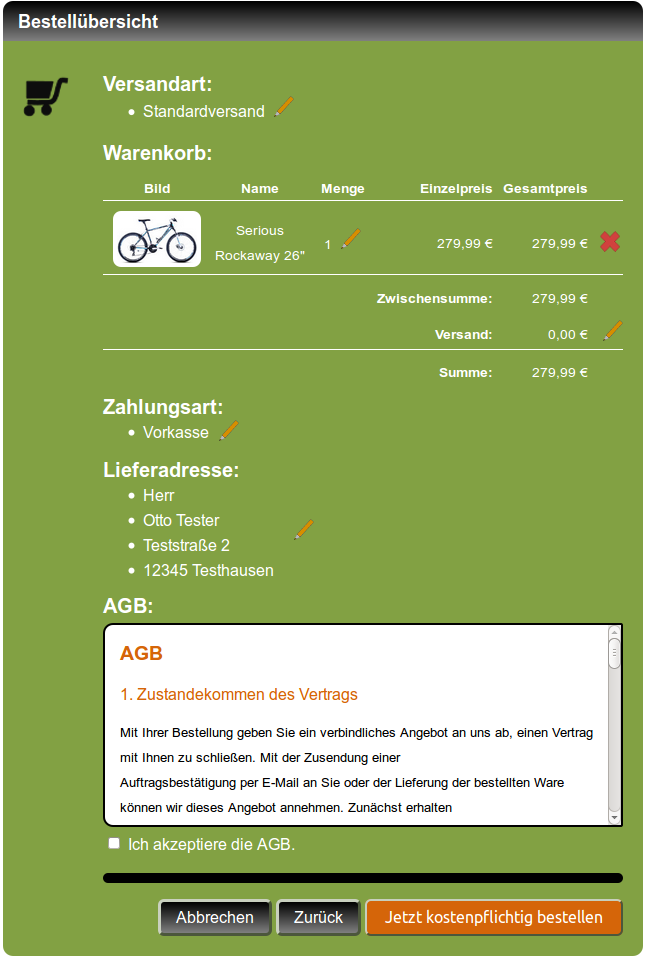 Bestellübersicht
Versandart:
Standardversand
Warenkorb:
Bild Name Menge Einzelpreis Gesamtpreis
Serious
Rockaway 26" 1 279,99 € 279,99 €
Zwischensumme: 279,99 €
Versand: 0,00 €
Summe: 279,99 €
Zahlungsart:
Vorkasse
Lieferadresse:
Herr
Otto Tester
Teststraße 2
12345 Testhausen
AGB:
AGB
1. Zustandekommen des Vertrags
Mit Ihrer Bestellung geben Sie ein verbindliches Angebot an uns ab, einen Vertrag
mit Ihnen zu schließen. Mit der Zusendung einer
Auftragsbestätigung per E-Mail an Sie oder der Lieferung der bestellten Ware
können wir dieses Angebot annehmen. Zunächst erhalten
Ich akzeptiere die AGB.
Abbrechen Zurück Jetzt kostenpflichtig bestellen